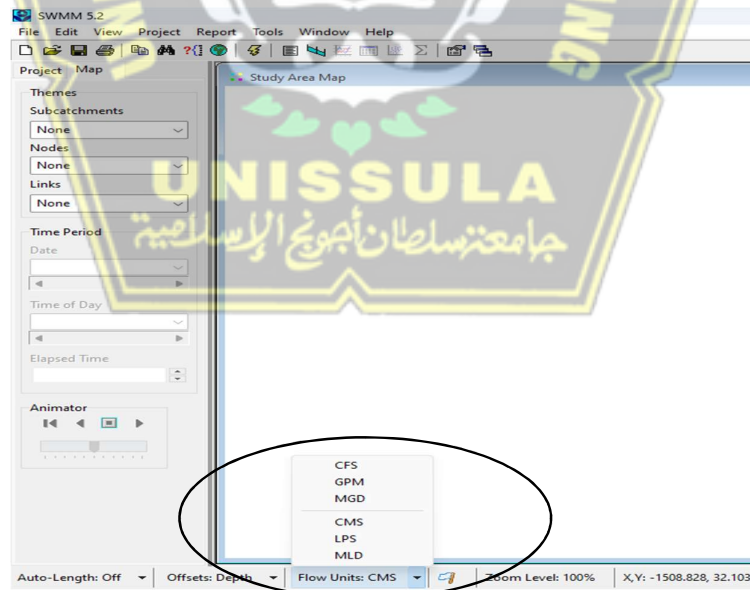 SWMM 5.2
File Edit View Project Report Tools Window Help
Project Map
Study Area Map
Themes
Subcatchments
None
Nodes
None
Links
None
Time Period
Date
Time of Day
Elapsed Time
Animator
UNISSULA
جامعتنسلطان أجونج الإسلامية
CFS
GPM
MGD
CMS
LPS
MLD
Auto-Length: Off Offsets: Depth Flow Units: CMS Zoom Level: 100% X,Y: -1508.828, 32.103